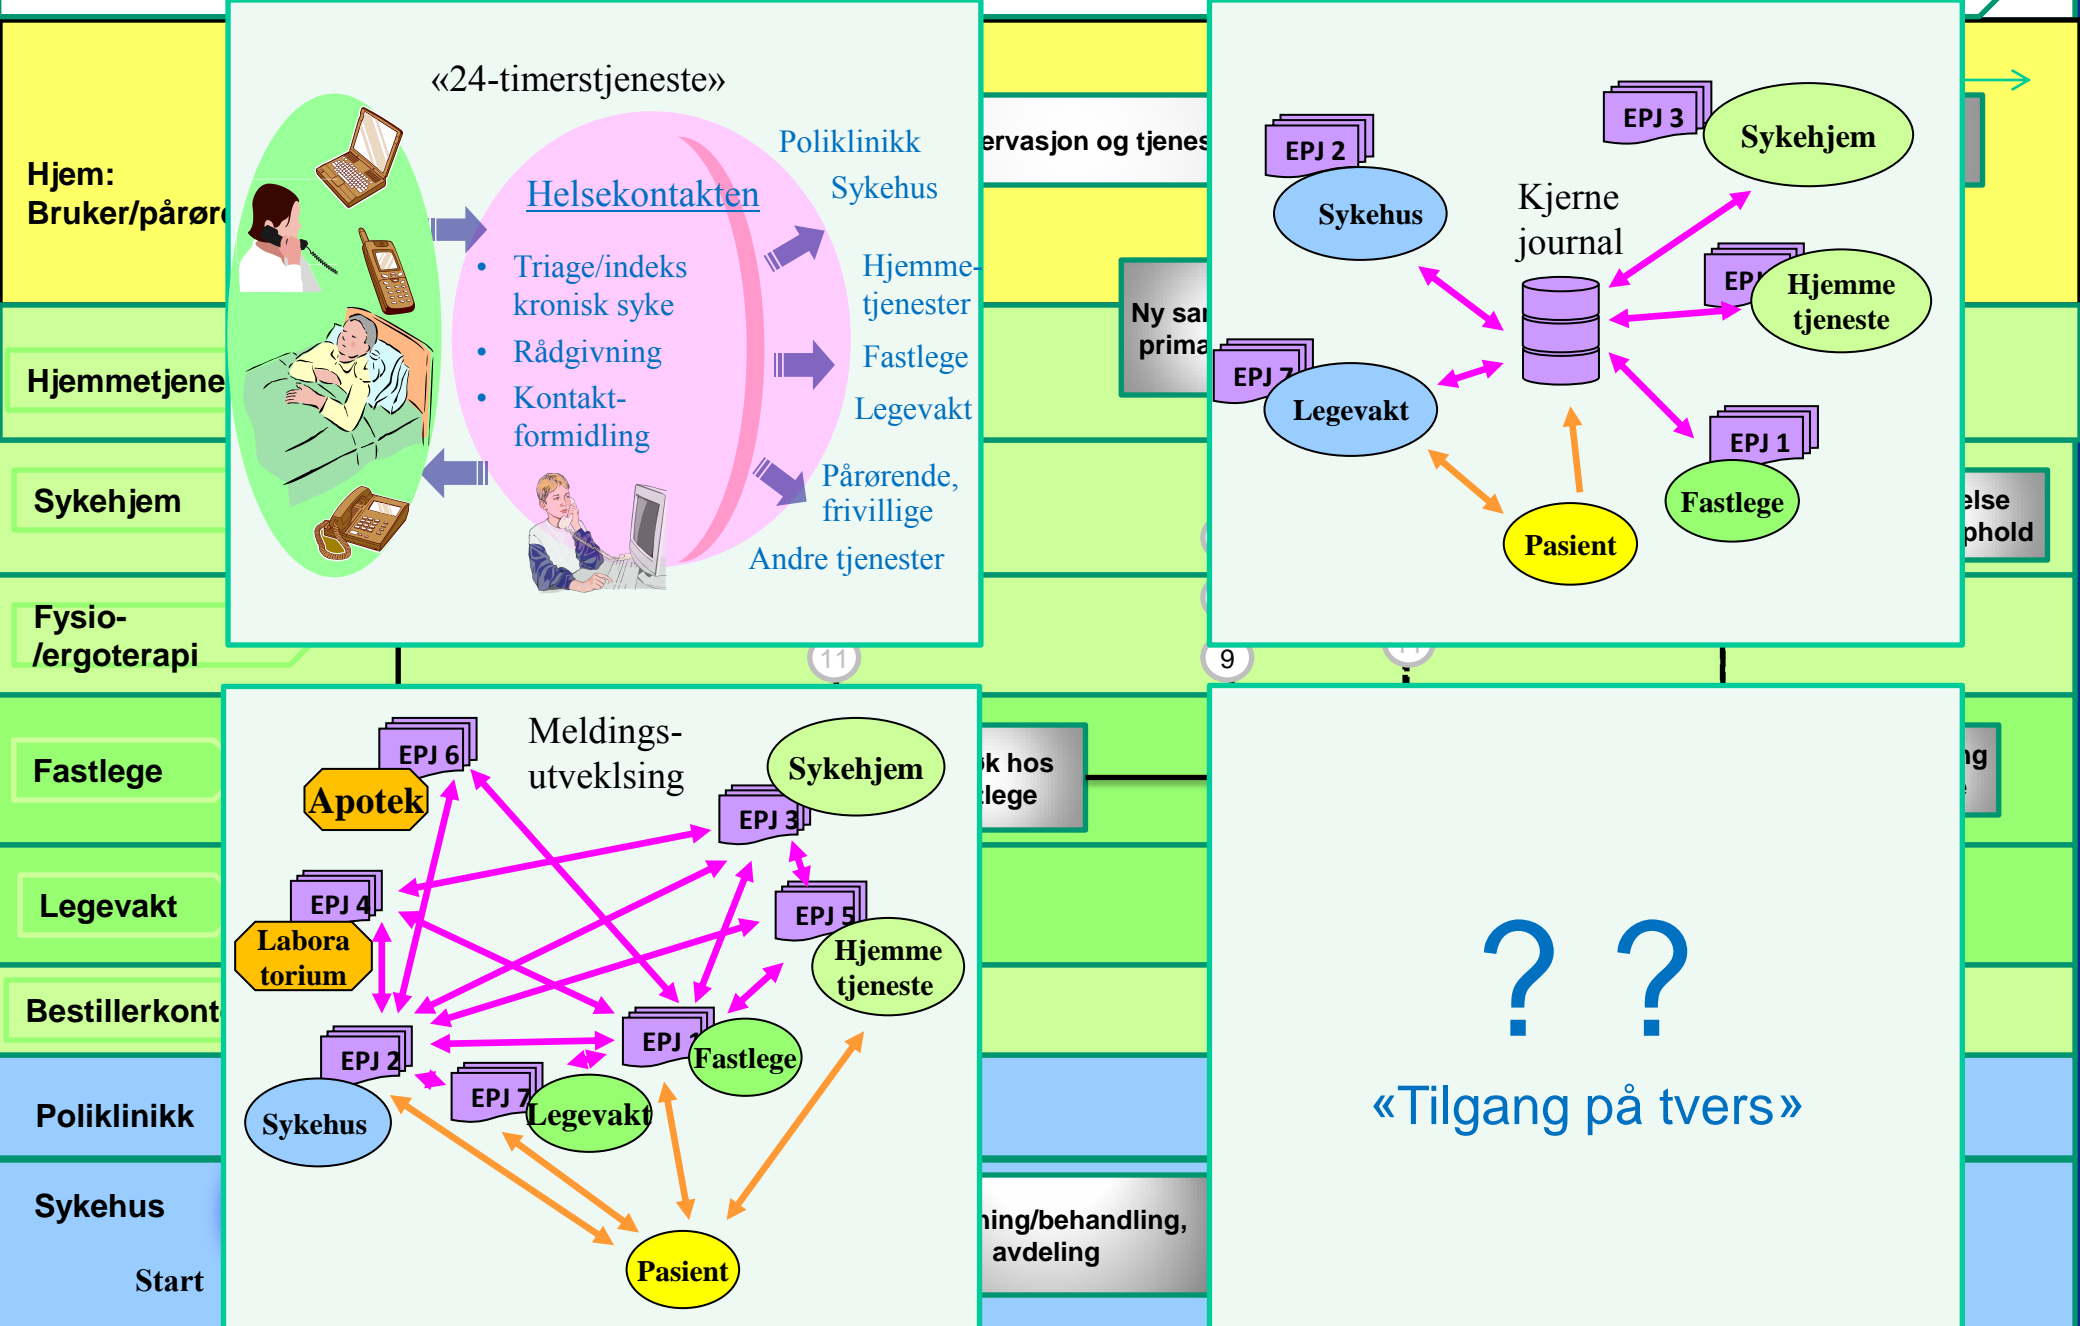 Hjem:
Bruker/pårør
Hjemmetjene
Sykehjem
Fysio-
/ergoterapi
Fastlege
Legevakt
Bestillerkont
Poliklinikk
Sykehus
Start
«24-timerstjeneste»
Helsekontakten
• Triage/indeks
kronisk syke
• Rådgivning
• Kontakt-
formidling
Poliklinikk
Sykehus
Hjemme-
tjenester
Fastlege
Legevakt
Pårørende,
frivillige
Andre tjenester
ervasjon og tjenes
Ny sa
prima
EPJ 3
Sykehjem
EPJ 2
Sykehus
Kjerne
journal
EPJ
Hjemme
tjeneste
EPJ 7
Legevakt
EPJ 1
Fastlege
Pasient
else
phold
11
9
Meldings-
utveklsing
EPJ 6
Apotek
Sykehjem
EPJ 3
EPJ 4
Labora
torium
EPJ 5
Hjemme
tjeneste
EPJ 2
Sykehus
EPJ 1
Fastlege
EPJ 7
Legevakt
Pasient
k hos
lege
ng
ning/behandling,
avdeling
? ?
«Tilgang på tvers»